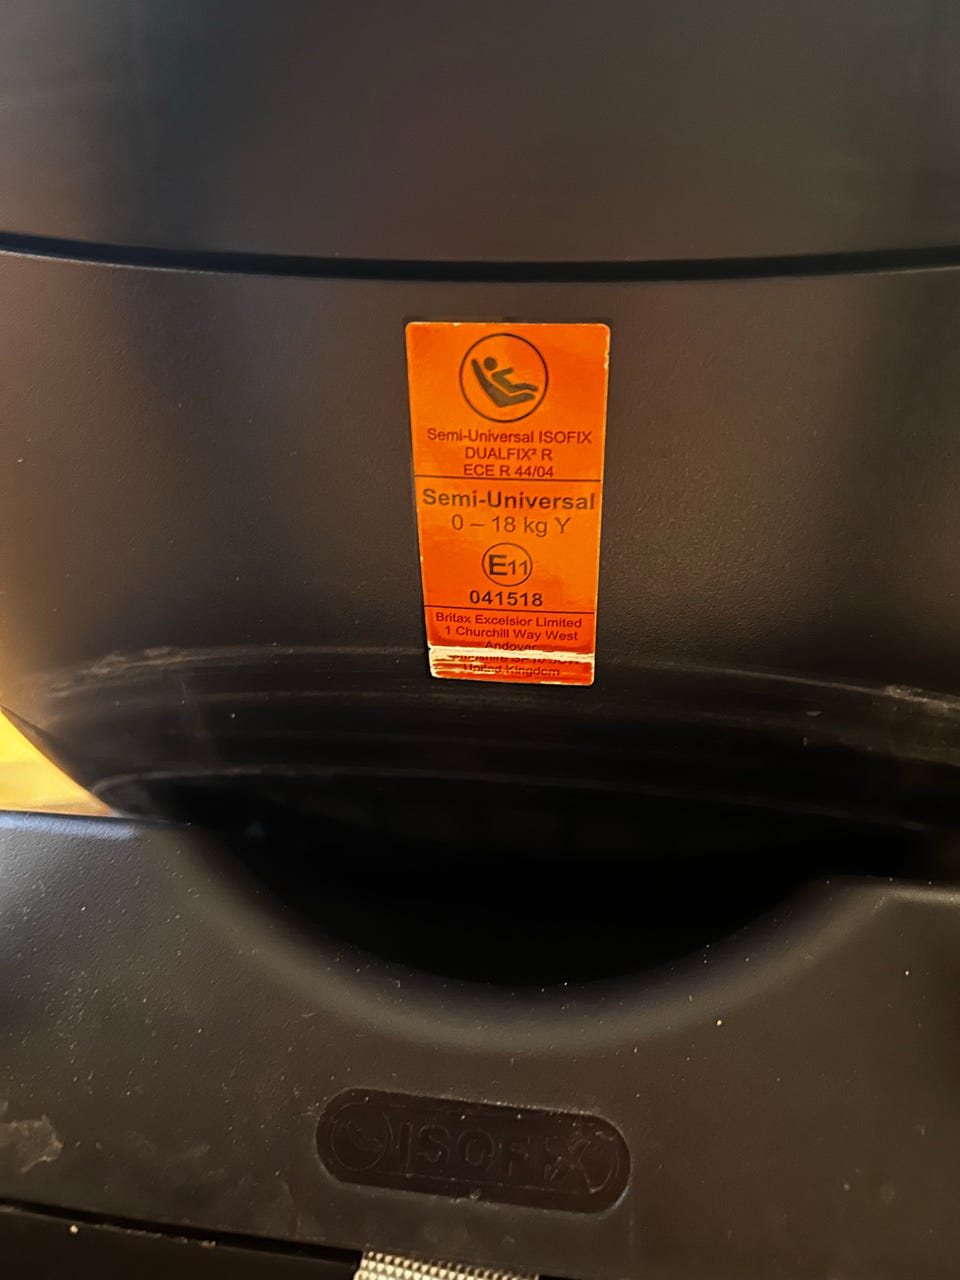 Semi-Universal ISOFIX
DUALFIX² R
ECE R 44/04
Semi-Universal
0 – 18 kg Y
E11
041518
Britax Excelsior Limited
1 Churchill Way West
Andover
United Kingdom
ISOFIX